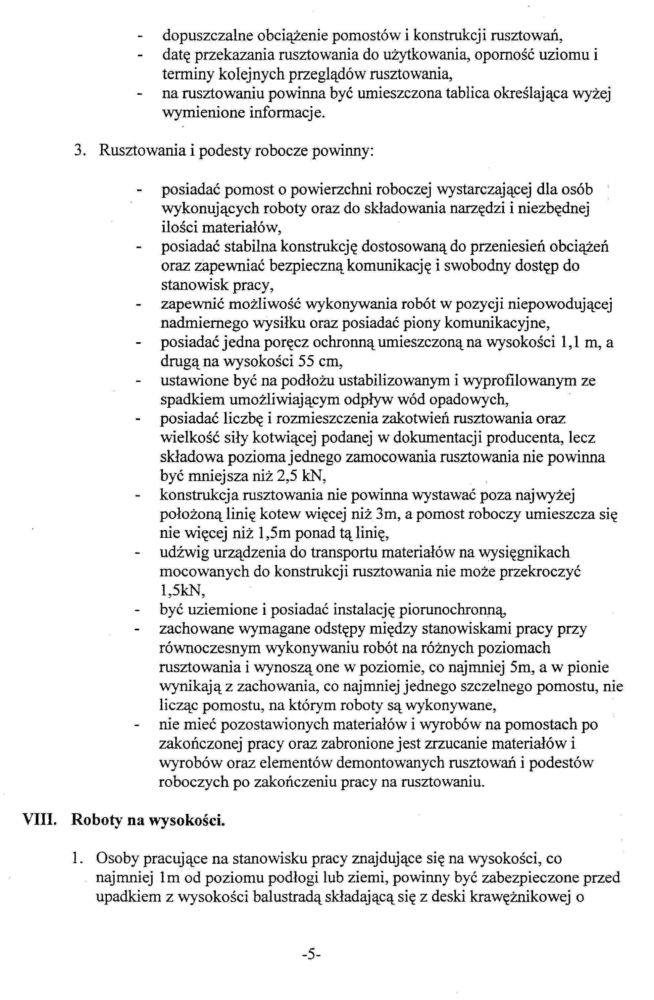 - dopuszczalne obciążenie pomostów i konstrukcji rusztowań,
- datę przekazania rusztowania do użytkowania, oporność uziomu i
terminy kolejnych przeglądów rusztowania,
- na rusztowaniu powinna być umieszczona tablica określająca wyżej
wymienione informacje.
3. Rusztowania i podesty robocze powinny:
- posiadać pomost o powierzchni roboczej wystarczającej dla osób
wykonujących roboty oraz do składowania narzędzi i niezbędnej
ilości materiałów,
- posiadać stabilna konstrukcję dostosowaną do przeniesień obciążeń
oraz zapewniać bezpieczną komunikację i swobodny dostęp do
stanowisk pracy,
- zapewnić możliwość wykonywania robót w pozycji niepowodującej
nadmiernego wysiłku oraz posiadać piony komunikacyjne,
- posiadać jedna poręcz ochronną umieszczoną na wysokości 1,1 m, a
drugą na wysokości 55 cm,
- ustawione być na podłożu ustabilizowanym i wyprofilowanym ze
spadkiem umożliwiającym odpływ wód opadowych,
- posiadać liczbę i rozmieszczenia zakotwień rusztowania oraz
wielkość siły kotwiącej podanej w dokumentacji producenta, lecz
składowa pozioma jednego zamocowania rusztowania nie powinna
być mniejsza niż 2,5 kN,
- konstrukcja rusztowania nie powinna wystawać poza najwyżej
położoną linię kotew więcej niż 3m, a pomost roboczy umieszcza się
nie więcej niż 1,5m ponad tą linię,
- udźwig urządzenia do transportu materiałów na wysięgnikach
mocowanych do konstrukcji rusztowania nie może przekroczyć
1,5kN,
- być uziemione i posiadać instalację piorunochronną,
- zachowane wymagane odstępy między stanowiskami pracy przy
równoczesnym wykonywaniu robót na różnych poziomach
rusztowania i wynoszą one w poziomie, co najmniej 5m, a w pionie
wynikają z zachowania, co najmniej jednego szczelnego pomostu, nie
licząc pomostu, na którym roboty są wykonywane,
- nie mieć pozostawionych materiałów i wyrobów na pomostach po
zakończonej pracy oraz zabronione jest zrzucanie materiałów i
wyrobów oraz elementów demontowanych rusztowań i podestów
roboczych po zakończeniu pracy na rusztowaniu.
VIII. Roboty na wysokości.
1. Osoby pracujące na stanowisku pracy znajdujące się na wysokości, co
najmniej 1m od poziomu podłogi lub ziemi, powinny być zabezpieczone przed
upadkiem z wysokości balustradą składającą się z deski krawężnikowej o
-5-